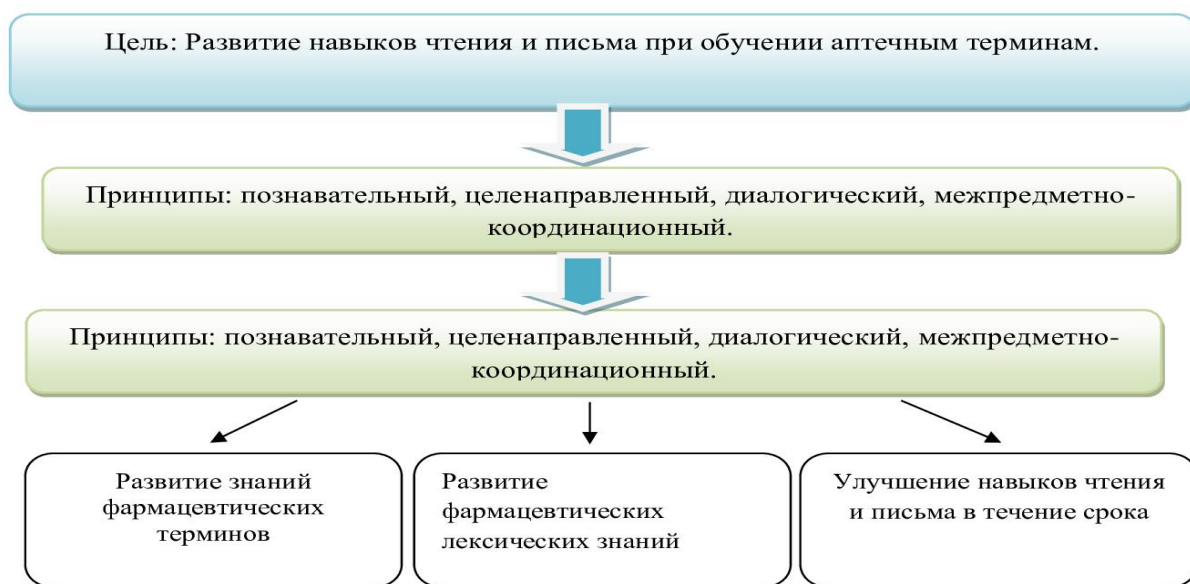 Цель: Развитие навыков чтения и письма при обучении аптечным терминам.
Принципы: познавательный, целенаправленный, диалогический, межпредметно-
координационный.
Принципы: познавательный, целенаправленный, диалогический, межпредметно-
координационный.
Развитие знаний
фармацевтических
терминов
Развитие
фармацевтических
лексических знаний
Улучшение навыков чтения
и письма в течение срока